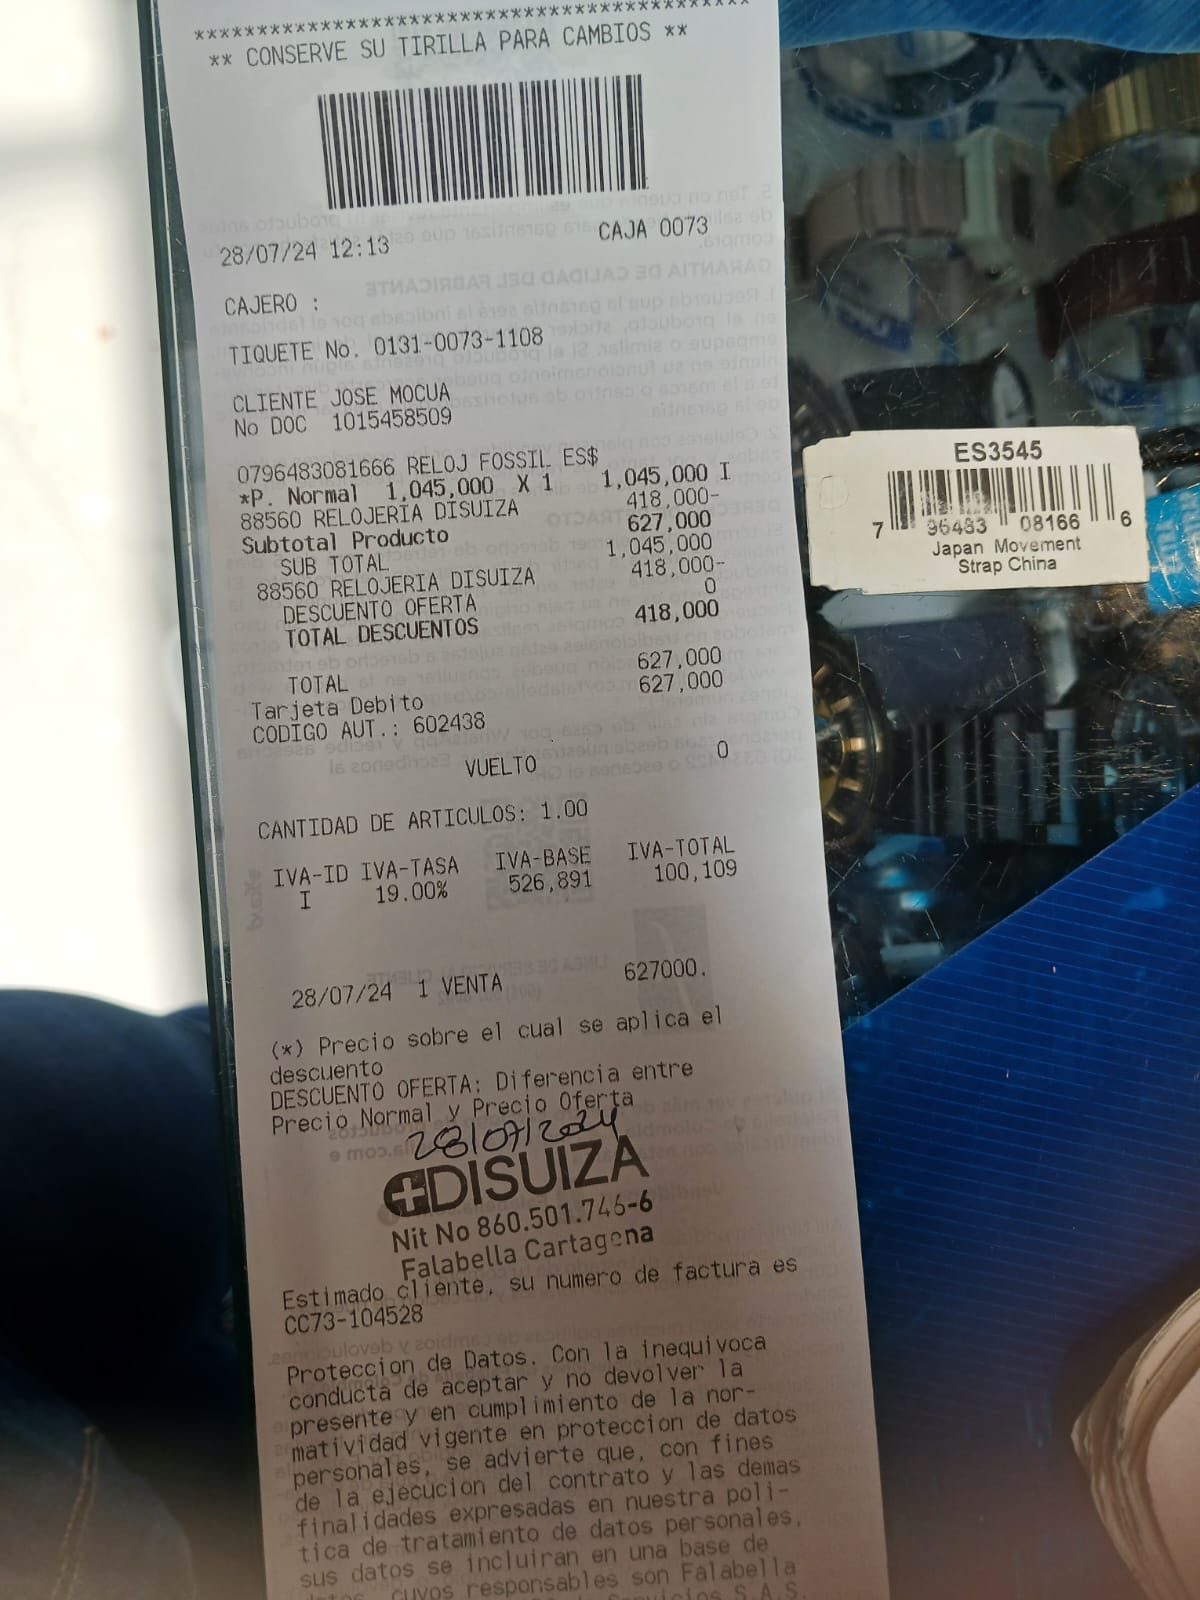 ** CONSERVE SU TIRILLA PARA CAMBIOS **
28/07/24 12:13 CAJA 0073
CAJERO :
TIQUETE No. 0131-0073-1108
CLIENTE JOSE MOCUA
No DOC 1015458509
0796483081666 RELOJ FOSSIL ES$
*P. Normal 1,045,000 X 1 1,045,000 I
88560 RELOJERIA DISUIZA 418,000-
Subtotal Producto 627,000
SUB TOTAL 1,045,000
88560 RELOJERIA DISUIZA 418,000-
DESCUENTO OFERTA 0
TOTAL DESCUENTOS 418,000
TOTAL 627,000
Tarjeta Debito 627,000
CODIGO AUT.: 602438
VUELTO 0
CANTIDAD DE ARTICULOS: 1.00
IVA-ID IVA-TASA IVA-BASE IVA-TOTAL
I 19.00% 526,891 100,109
28/07/24 1 VENTA 627000.
(*) Precio sobre el cual se aplica el
descuento
DESCUENTO OFERTA: Diferencia entre
Precio Normal y Precio Oferta
28/07/2024
DISUIZA
Nit No 860.501.746-6
Falabella Cartagena
Estimado cliente, su numero de factura es
CC73-104528
Proteccion de Datos. Con la inequivoca
conducta de aceptar y no devolver la
presente y en cumplimiento de la nor-
matividad vigente en proteccion de datos
personales, se advierte que, con fines
de la ejecucion del contrato y las demas
finalidades expresadas en nuestra poli-
tica de tratamiento de datos personales,
sus datos se incluiran en una base de
datos, cuyos responsables son Falabella
Servicios S.A.S.
ES3545
7 96483 08166 6
Japan Movement
Strap China